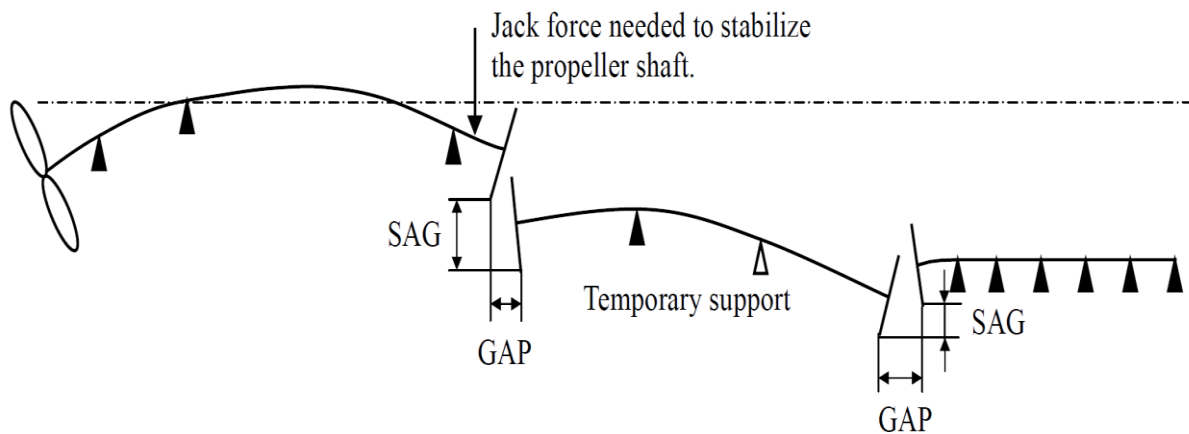 Jack force needed to stabilize
the propeller shaft.
SAG
GAP
Temporary support
SAG
GAP